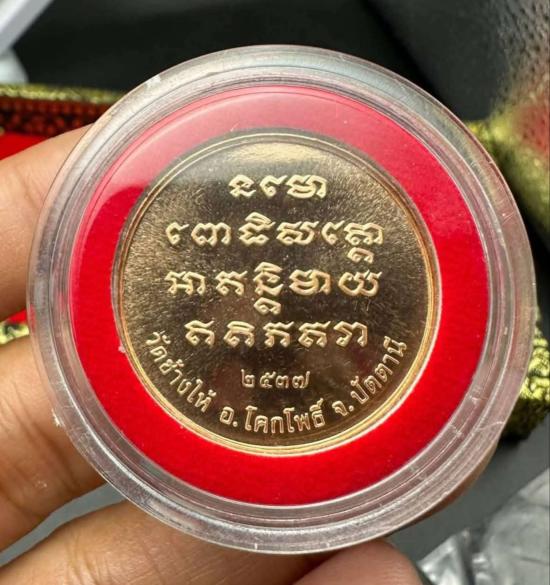 នមោ
ពោធិសត្តោ
អាគន្តិមាយ
ឥតិភគវា
๒๕๓๗
วัดช้างให้ อ.โคกโพธิ์ จ.ปัตตานี